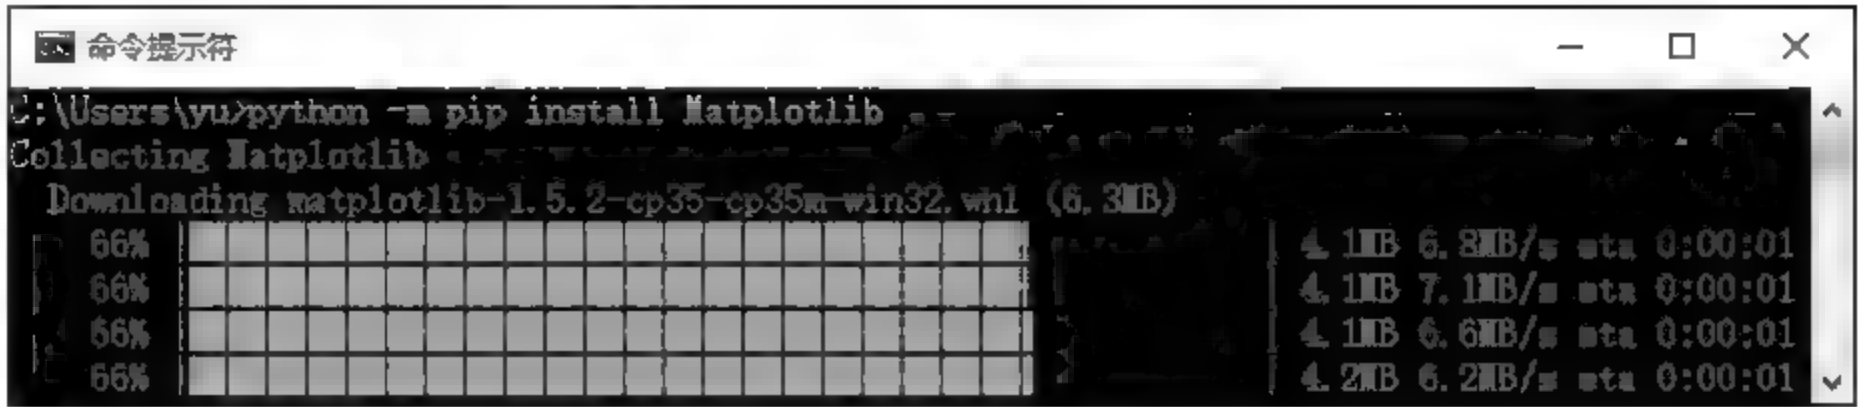 命令提示符
C:\Users\yu>python -m pip install Matplotlib
Collecting Matplotlib
Downloading matplotlib-1.5.2-cp35-cp35m-win32.whl (6.3MB)
66% | 4.1MB 6.8MB/s eta 0:00:01
66% | 4.1MB 7.1MB/s eta 0:00:01
66% | 4.1MB 6.6MB/s eta 0:00:01
66% | 4.2MB 6.2MB/s eta 0:00:01